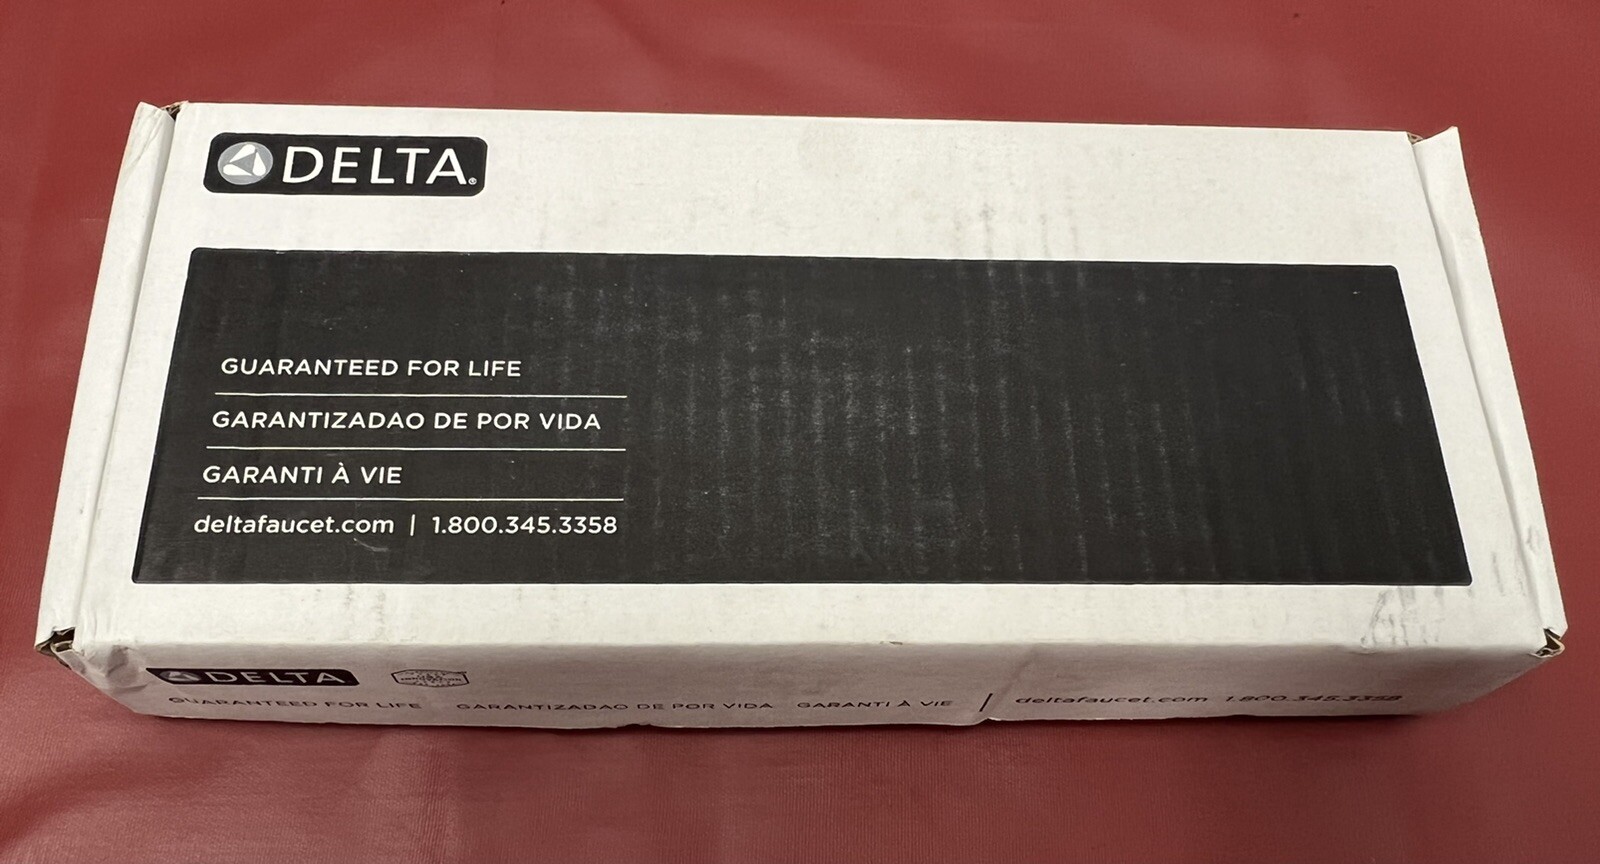 DELTA®
GUARANTEED FOR LIFE
GARANTIZADAO DE POR VIDA
GARANTI À VIE
deltafaucet.com | 1.800.345.3358
DELTA
GUARANTEED FOR LIFE GARANTIZADAO DE POR VIDA GARANTI À VIE | deltafaucet.com 1.800.345.3358